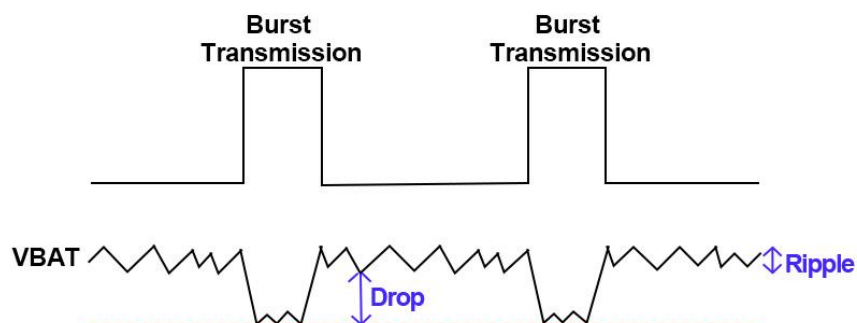 Burst
Transmission
Burst
Transmission
VBAT
Ripple
Drop